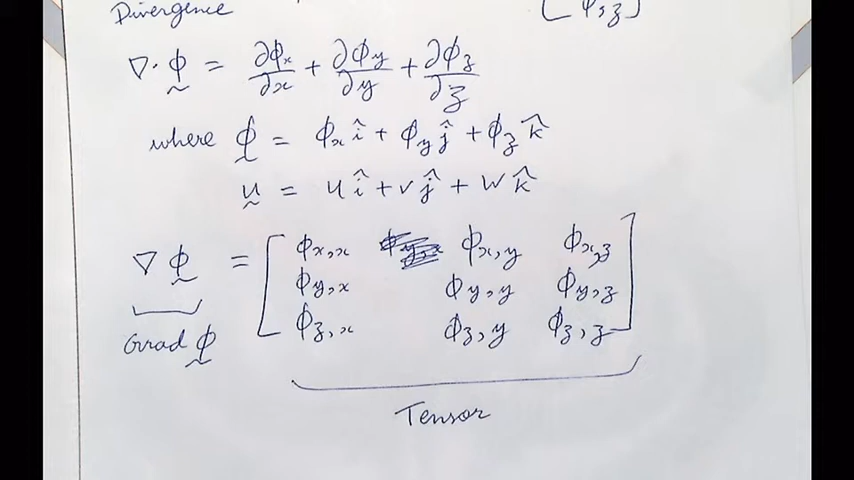 Divergence
[ ϕ,z ]
∇ · ϕ̰ = ∂ϕx/∂x + ∂ϕy/∂y + ∂ϕz/∂z
where ϕ̰ = ϕx î + ϕy ĵ + ϕz k̂
ṵ = u î + v ĵ + w k̂
∇ ϕ̰ = [ ϕx,x ϕx,y ϕx,z
ϕy,x ϕy,y ϕy,z
ϕz,x ϕz,y ϕz,z ]
Grad ϕ̰
Tensor